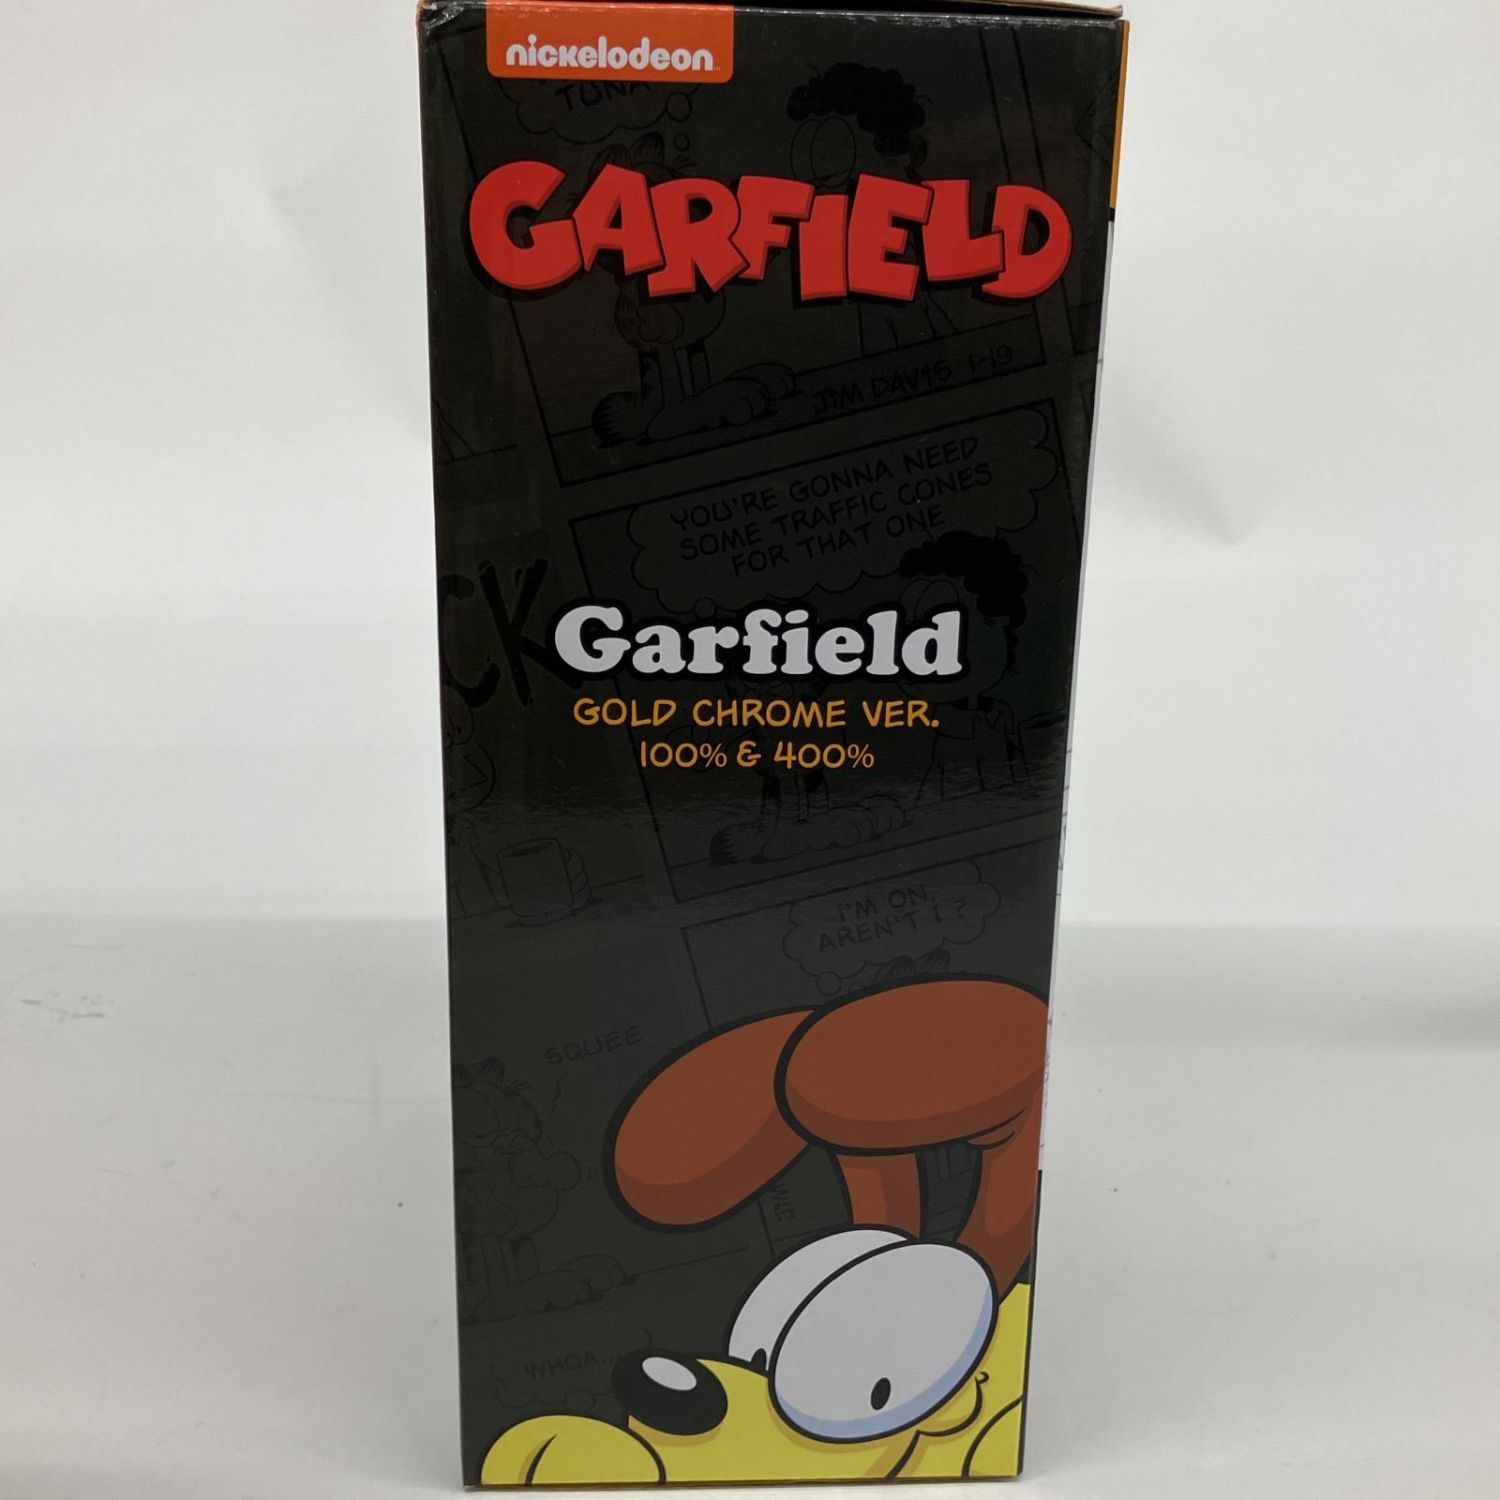 nickelodeon
TUNA
GARFIELD
JIM DAVIS 1-19
YOU'RE GONNA NEED
SOME TRAFFIC CONES
FOR THAT ONE
CK
Garfield
GOLD CHROME VER.
100% & 400%
I'M ON,
AREN'T I?
SQUEE
WHOA...